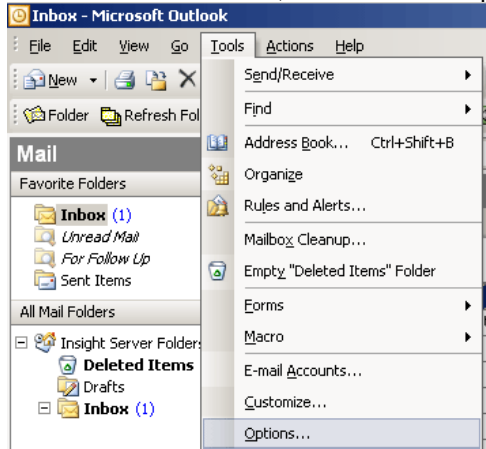 Inbox - Microsoft Outlook
File Edit View Go Tools Actions Help
New
Folder Refresh Fol
Send/Receive
Find
Address Book... Ctrl+Shift+B
Organize
Rules and Alerts...
Mailbox Cleanup...
Empty "Deleted Items" Folder
Forms
Macro
E-mail Accounts...
Customize...
Options...
Mail
Favorite Folders
Inbox (1)
Unread Mail
For Follow Up
Sent Items
All Mail Folders
Insight Server Folders
Deleted Items
Drafts
Inbox (1)